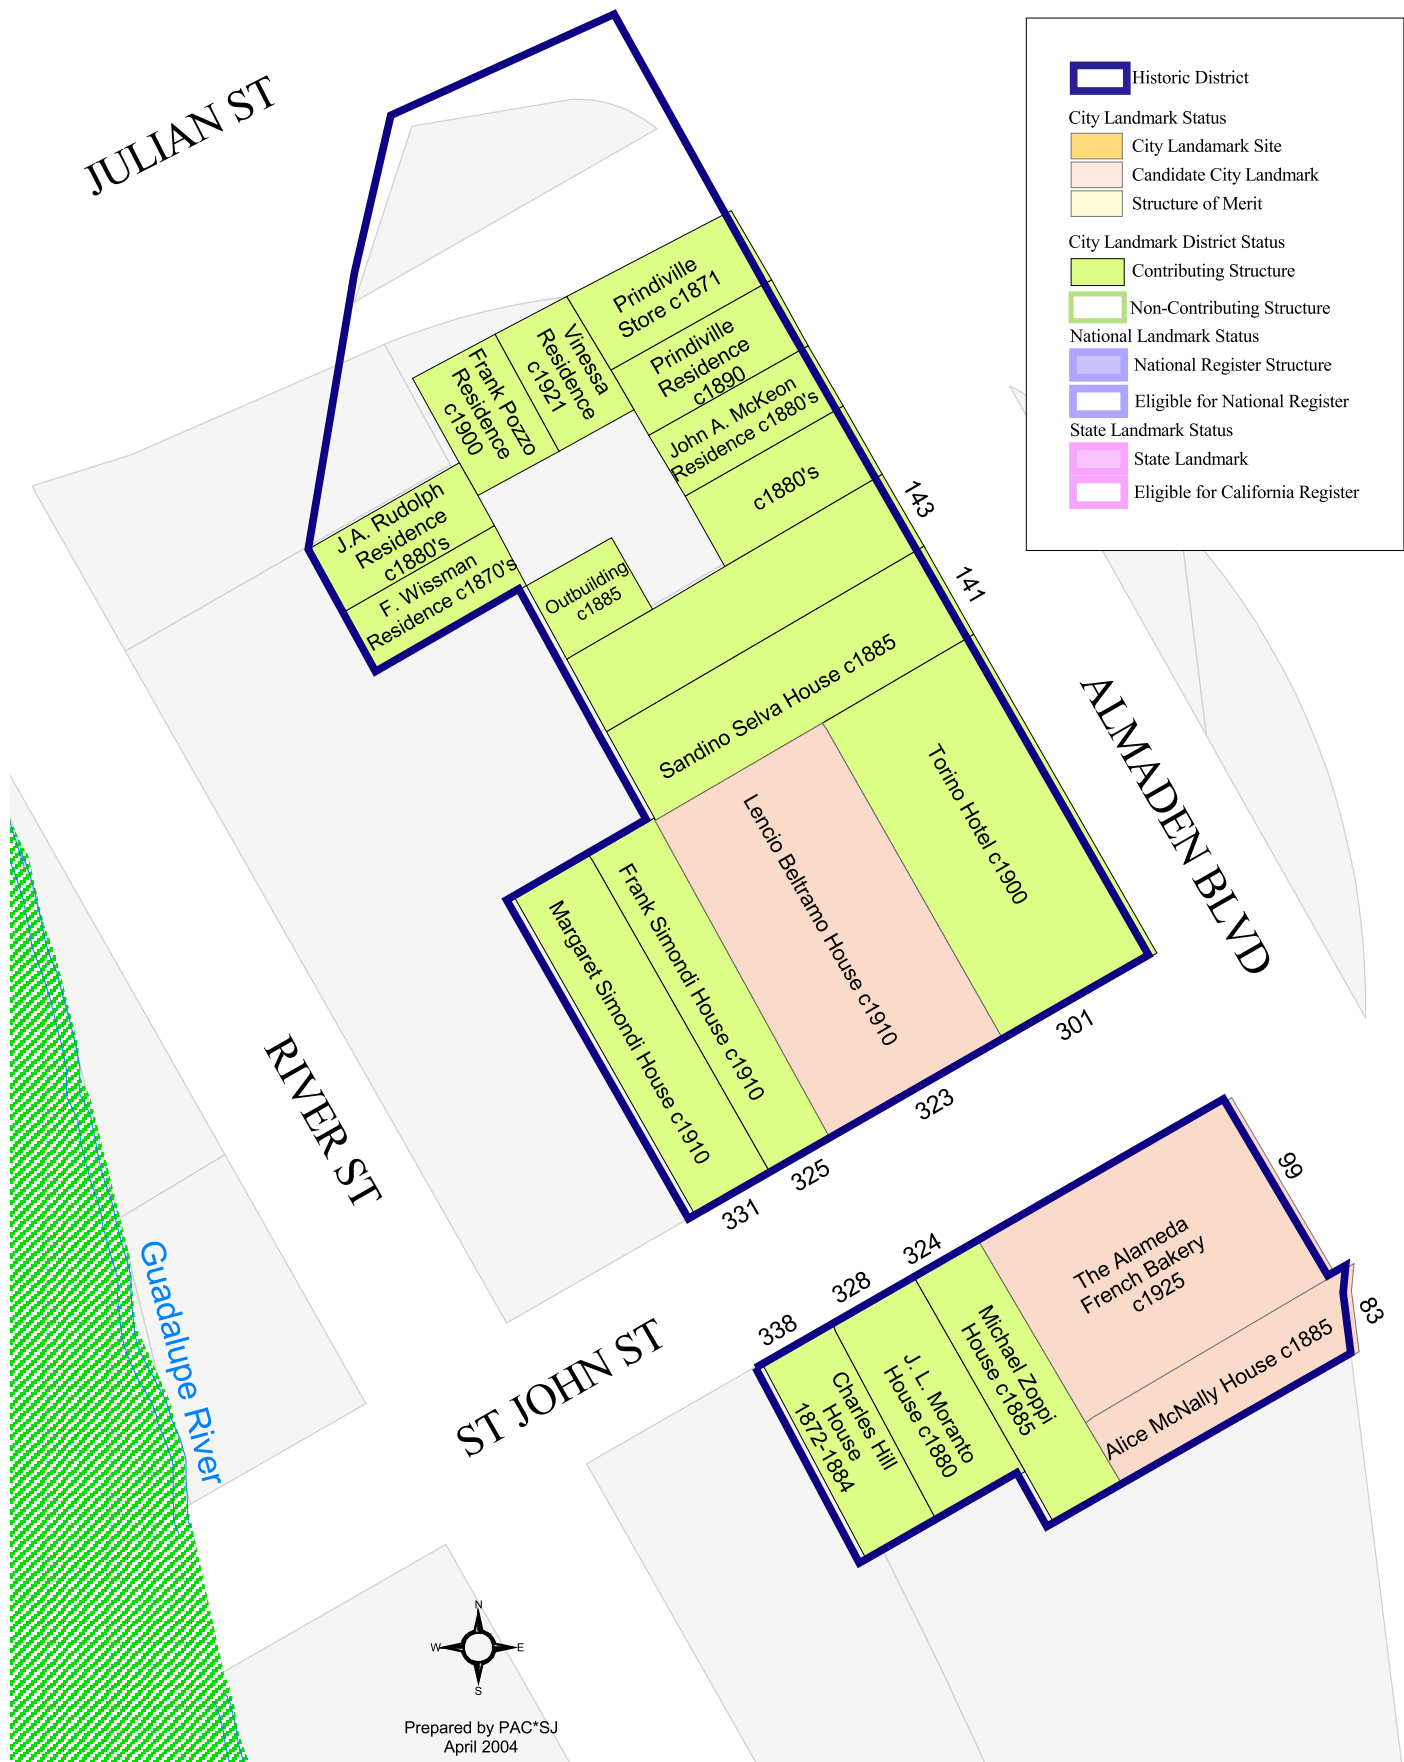 JULIAN ST
Historic District
City Landmark Status
City Landamark Site
Candidate City Landmark
Structure of Merit
City Landmark District Status
Contributing Structure
Non-Contributing Structure
National Landmark Status
National Register Structure
Eligible for National Register
State Landmark Status
State Landmark
Eligible for California Register
Prindiville
Store c1871
Vinessa
Residence
c1921
Prindiville
Residence
c1890
Frank Pozzo
Residence
c1900
John A. McKeon
Residence c1880's
c1880's
J.A. Rudolph
Residence
c1880's
F. Wissman
Residence c1870's
Outbuilding
c1885
143
141
Sandino Selva House c1885
ALMADEN BLVD
Torino Hotel c1900
Lencio Beltramo House c1910
Frank Simondi House c1910
Margaret Simondi House c1910
301
323
325
331
RIVER ST
Guadalupe River
ST JOHN ST
99
83
324
328
338
The Alameda
French Bakery
c1925
Alice McNally House c1885
Michael Zoppi
House c1885
J. L. Moranto
House c1880
Charles Hill
House
1872-1884
N
W
E
S
Prepared by PAC*SJ
April 2004